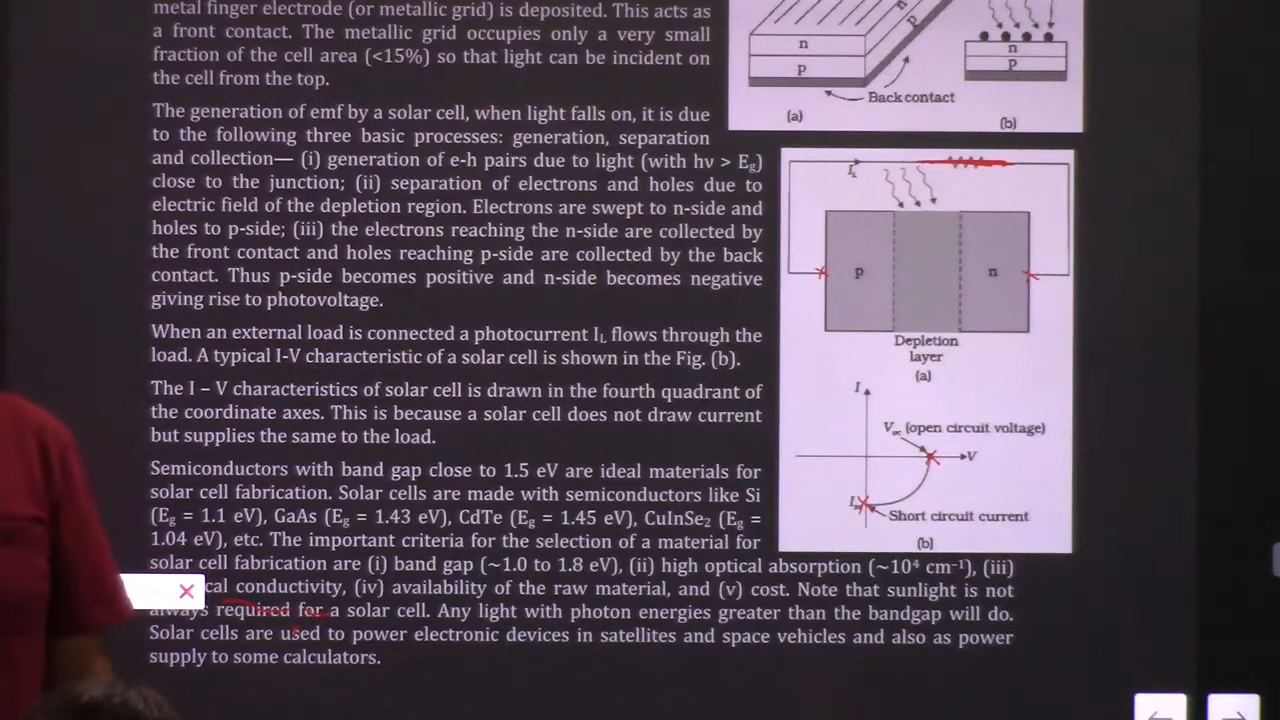 metal finger electrode (or metallic grid) is deposited. This acts as
a front contact. The metallic grid occupies only a very small
fraction of the cell area (<15%) so that light can be incident on
the cell from the top.
The generation of emf by a solar cell, when light falls on, it is due
to the following three basic processes: generation, separation
and collection— (i) generation of e-h pairs due to light (with hν > Eg)
close to the junction; (ii) separation of electrons and holes due to
electric field of the depletion region. Electrons are swept to n-side and
holes to p-side; (iii) the electrons reaching the n-side are collected by
the front contact and holes reaching p-side are collected by the back
contact. Thus p-side becomes positive and n-side becomes negative
giving rise to photovoltage.
When an external load is connected a photocurrent IL flows through the
load. A typical I-V characteristic of a solar cell is shown in the Fig. (b).
The I – V characteristics of solar cell is drawn in the fourth quadrant of
the coordinate axes. This is because a solar cell does not draw current
but supplies the same to the load.
Semiconductors with band gap close to 1.5 eV are ideal materials for
solar cell fabrication. Solar cells are made with semiconductors like Si
(Eg = 1.1 eV), GaAs (Eg = 1.43 eV), CdTe (Eg = 1.45 eV), CuInSe₂ (Eg =
1.04 eV), etc. The important criteria for the selection of a material for
solar cell fabrication are (i) band gap (~1.0 to 1.8 eV), (ii) high optical absorption (~10⁴ cm⁻¹), (iii)
cal conductivity, (iv) availability of the raw material, and (v) cost. Note that sunlight is not
always required for a solar cell. Any light with photon energies greater than the bandgap will do.
Solar cells are used to power electronic devices in satellites and space vehicles and also as power
supply to some calculators.
n
p
n
p
Back contact
(a)
n
p
(b)
IL
p
n
Depletion
layer
(a)
I
Voc (open circuit voltage)
V
Isc
Short circuit current
(b)